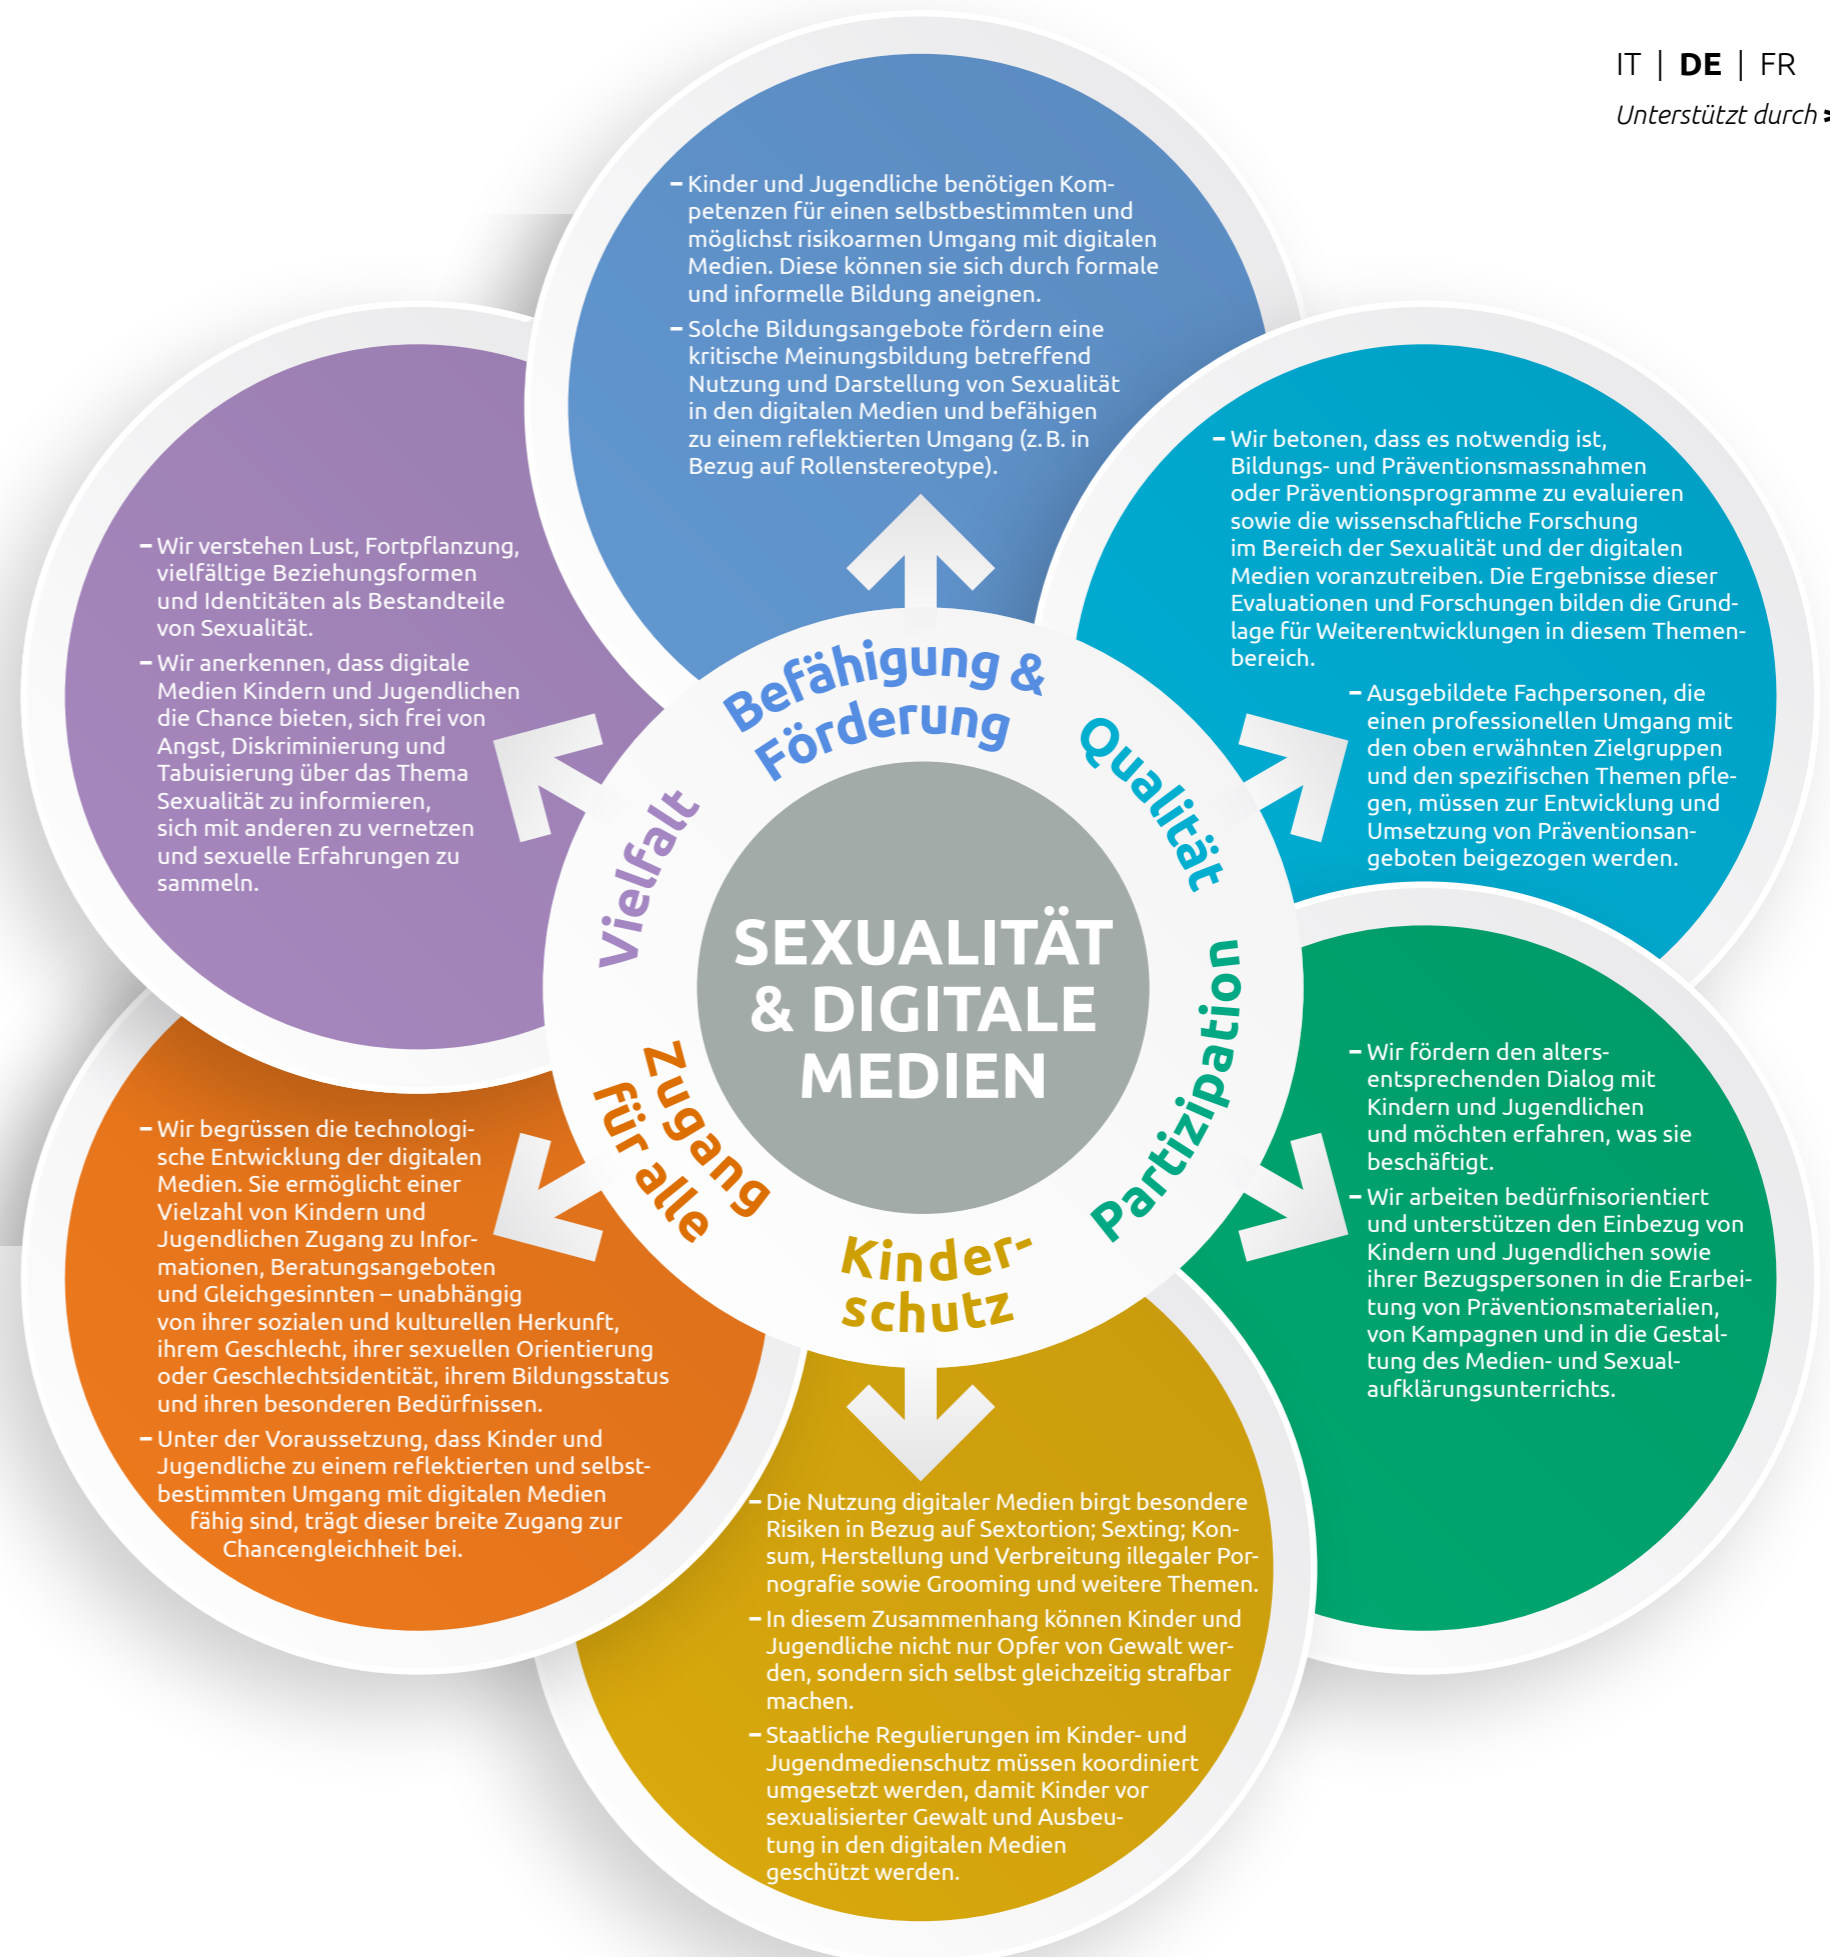 IT | DE | FR
Unterstützt durch >
– Kinder und Jugendliche benötigen Kom-
petenzen für einen selbstbestimmten und
möglichst risikoarmen Umgang mit digitalen
Medien. Diese können sie sich durch formale
und informelle Bildung aneignen.
– Solche Bildungsangebote fördern eine
kritische Meinungsbildung betreffend
Nutzung und Darstellung von Sexualität
in den digitalen Medien und befähigen
zu einem reflektierten Umgang (z. B. in
Bezug auf Rollenstereotype).
– Wir betonen, dass es notwendig ist,
Bildungs- und Präventionsmassnahmen
oder Präventionsprogramme zu evaluieren
sowie die wissenschaftliche Forschung
im Bereich der Sexualität und der digitalen
Medien voranzutreiben. Die Ergebnisse dieser
Evaluationen und Forschungen bilden die Grund-
lage für Weiterentwicklungen in diesem Themen-
bereich.
– Ausgebildete Fachpersonen, die
einen professionellen Umgang mit
den oben erwähnten Zielgruppen
und den spezifischen Themen pfle-
gen, müssen zur Entwicklung und
Umsetzung von Präventionsan-
geboten beigezogen werden.
– Wir verstehen Lust, Fortpflanzung,
vielfältige Beziehungsformen
und Identitäten als Bestandteile
von Sexualität.
– Wir anerkennen, dass digitale
Medien Kindern und Jugendlichen
die Chance bieten, sich frei von
Angst, Diskriminierung und
Tabuisierung über das Thema
Sexualität zu informieren,
sich mit anderen zu vernetzen
und sexuelle Erfahrungen zu
sammeln.
Befähigung &
Förderung
Qualität
Vielfalt
SEXUALITÄT
& DIGITALE
MEDIEN
Partizipation
Zugang
für alle
Kinder-
schutz
– Wir fördern den alters-
entsprechenden Dialog mit
Kindern und Jugendlichen
und möchten erfahren, was sie
beschäftigt.
– Wir arbeiten bedürfnisorientiert
und unterstützen den Einbezug von
Kindern und Jugendlichen sowie
ihrer Bezugspersonen in die Erarbei-
tung von Präventionsmaterialien,
von Kampagnen und in die Gestal-
tung des Medien- und Sexual-
aufklärungsunterrichts.
– Wir begrüssen die technologi-
sche Entwicklung der digitalen
Medien. Sie ermöglicht einer
Vielzahl von Kindern und
Jugendlichen Zugang zu Infor-
mationen, Beratungsangeboten
und Gleichgesinnten – unabhängig
von ihrer sozialen und kulturellen Herkunft,
ihrem Geschlecht, ihrer sexuellen Orientierung
oder Geschlechtsidentität, ihrem Bildungsstatus
und ihren besonderen Bedürfnissen.
– Unter der Voraussetzung, dass Kinder und
Jugendliche zu einem reflektierten und selbst-
bestimmten Umgang mit digitalen Medien
fähig sind, trägt dieser breite Zugang zur
Chancengleichheit bei.
– Die Nutzung digitaler Medien birgt besondere
Risiken in Bezug auf Sextortion; Sexting; Kon-
sum, Herstellung und Verbreitung illegaler Por-
nografie sowie Grooming und weitere Themen.
– In diesem Zusammenhang können Kinder und
Jugendliche nicht nur Opfer von Gewalt wer-
den, sondern sich selbst gleichzeitig strafbar
machen.
– Staatliche Regulierungen im Kinder- und
Jugendmedienschutz müssen koordiniert
umgesetzt werden, damit Kinder vor
sexualisierter Gewalt und Ausbeu-
tung in den digitalen Medien
geschützt werden.